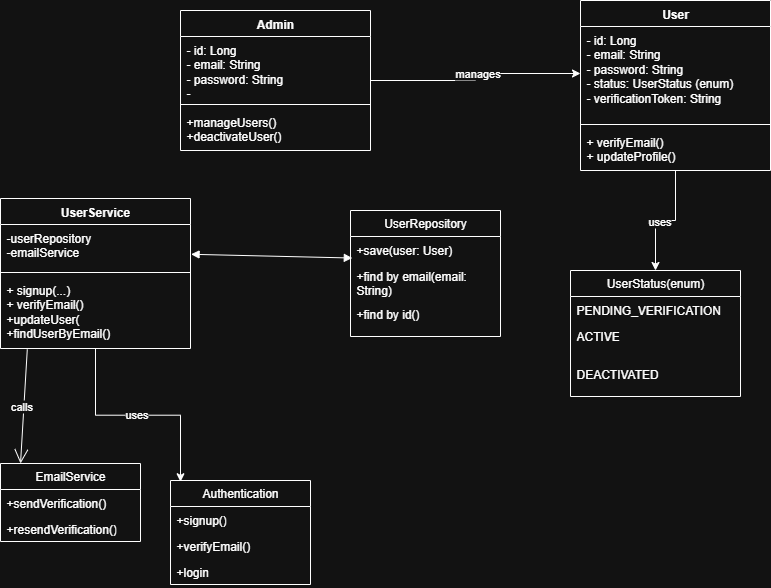 Admin
- id: Long
- email: String
- password: String
-
+manageUsers()
+deactivateUser()
manages
User
- id: Long
- email: String
- password: String
- status: UserStatus (enum)
- verificationToken: String
+ verifyEmail()
+ updateProfile()
uses
UserService
-userRepository
-emailService
+ signup(...)
+ verifyEmail()
+updateUser(
+findUserByEmail()
UserRepository
+save(user: User)
+find by email(email:
String)
+find by id()
UserStatus(enum)
PENDING_VERIFICATION
ACTIVE
DEACTIVATED
calls
uses
EmailService
+sendVerification()
+resendVerification()
Authentication
+signup()
+verifyEmail()
+login